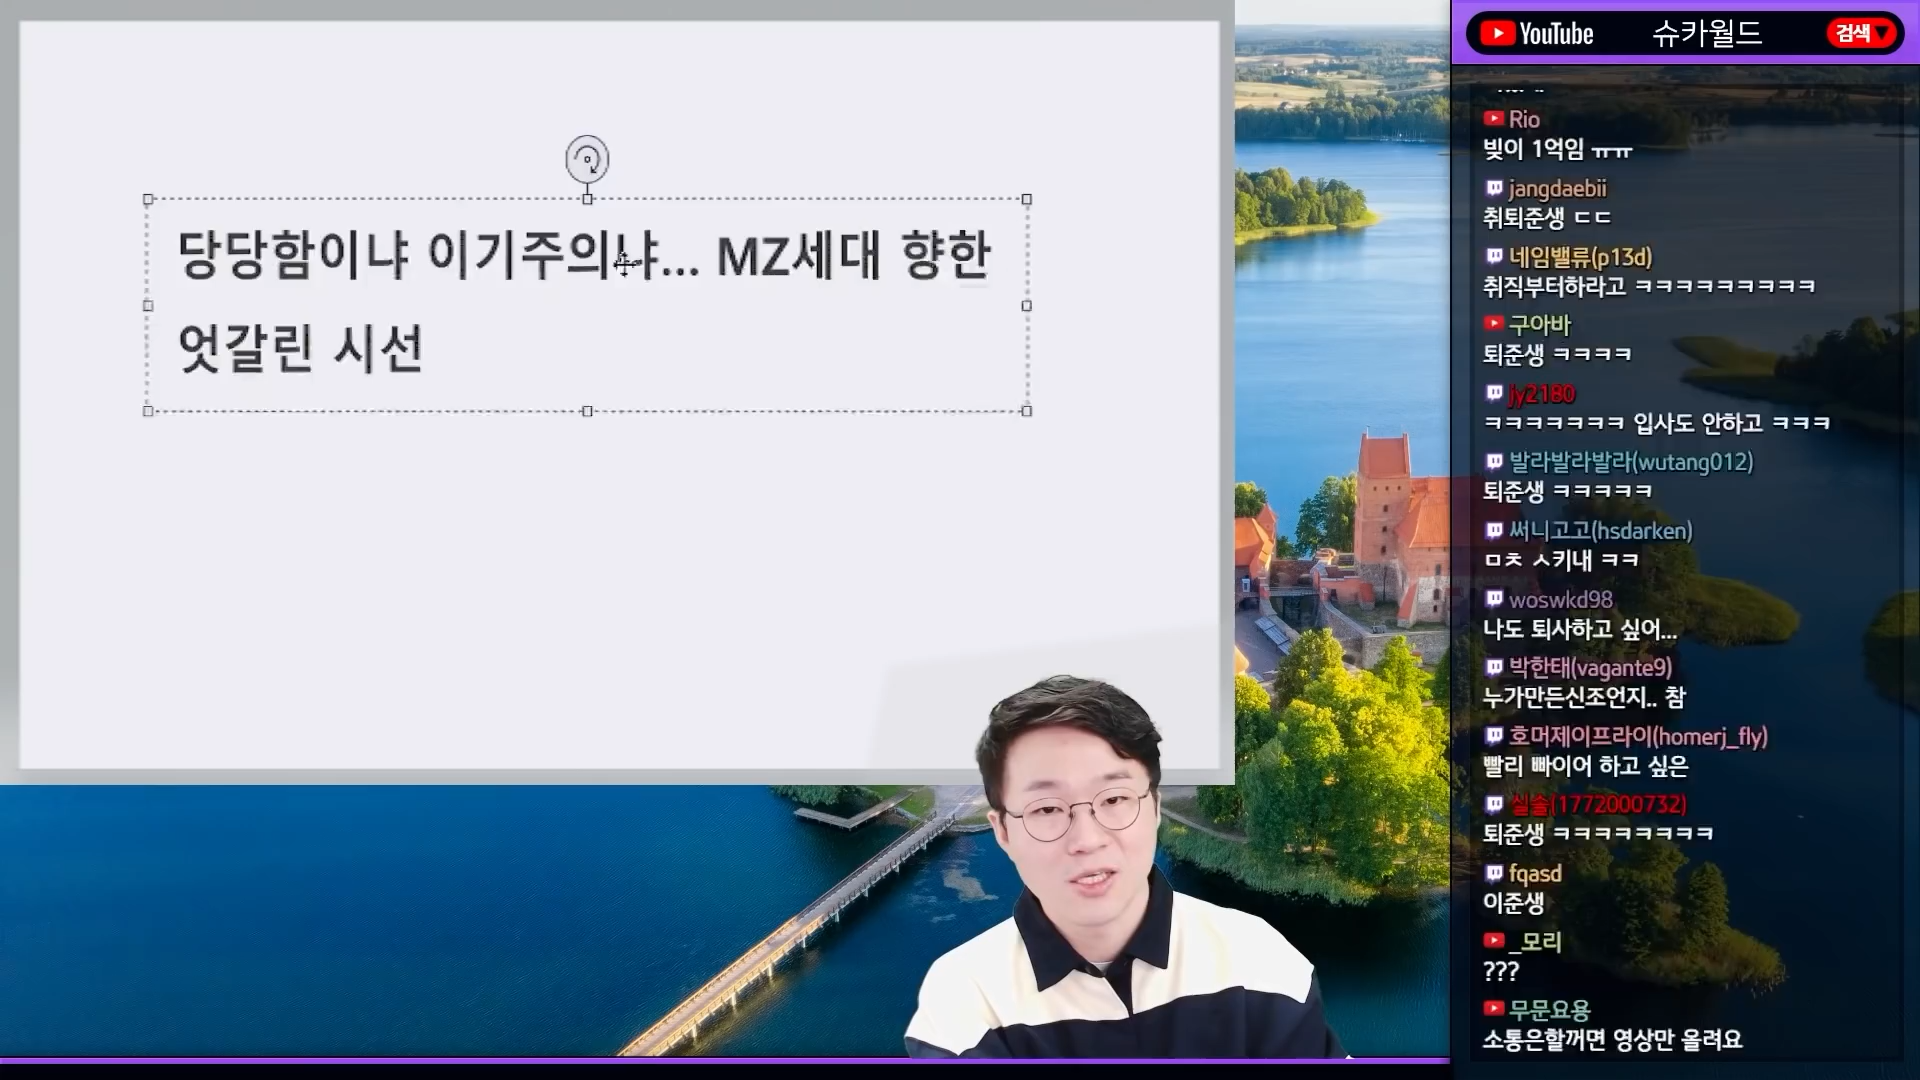 당당함이냐 이기주의냐... MZ세대 향한
엇갈린 시선
YouTube 슈카월드 검색▼
Rio
빚이 1억임 ㅠㅠ
jangdaebii
취퇴준생 ㄷㄷ
네임밸류(p13d)
취직부터하라고 ㅋㅋㅋㅋㅋㅋㅋㅋㅋ
구아바
퇴준생 ㅋㅋㅋㅋ
jy2180
ㅋㅋㅋㅋㅋㅋㅋ 입사도 안하고 ㅋㅋㅋ
발라발라발라(wutang012)
퇴준생 ㅋㅋㅋㅋㅋ
써니고고(hsdarken)
ㅁㅊ ㅅ키내 ㅋㅋ
woswkd98
나도 퇴사하고 싶어...
박한태(vagante9)
누가만든신조언지.. 참
호머제이프라이(homerj_fly)
빨리 빠이어 하고 싶은
실솔(1772000732)
퇴준생 ㅋㅋㅋㅋㅋㅋㅋㅋ
fqasd
이준생
_모리
???
무문요용
소통은할꺼면 영상만 올려요